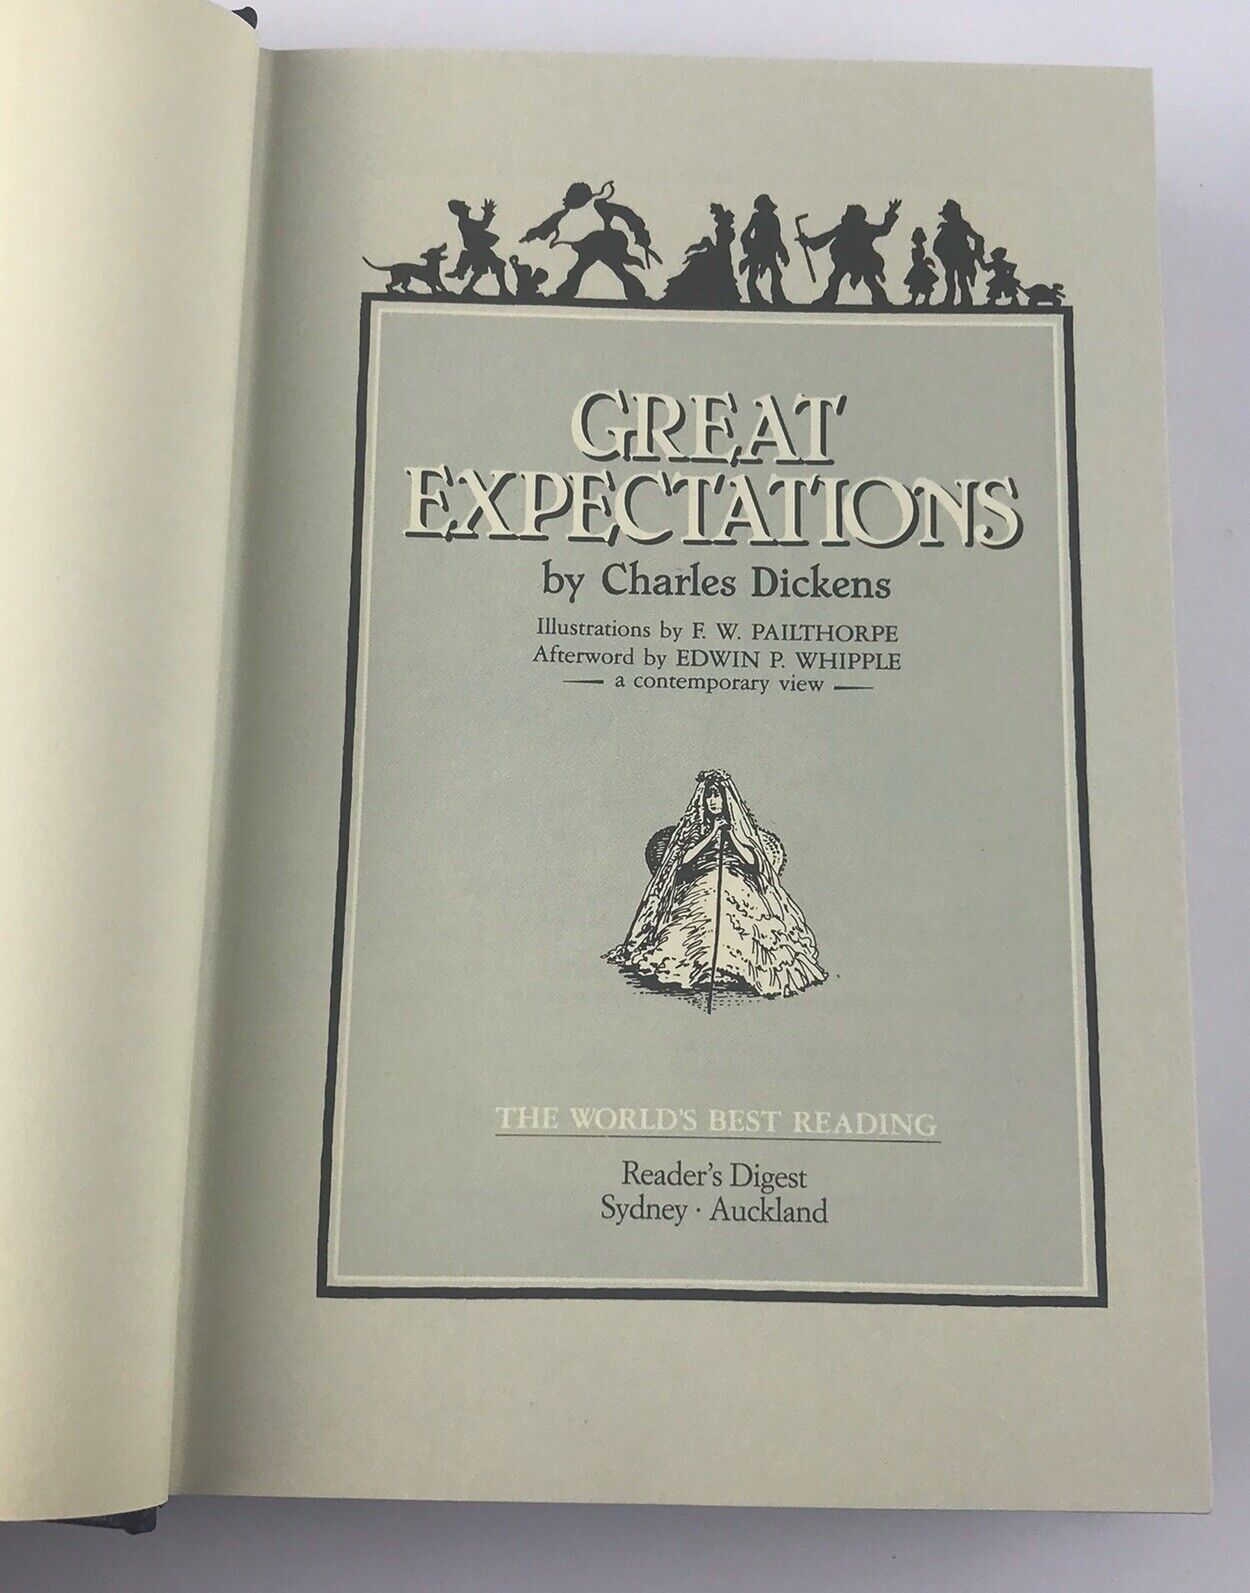 GREAT
EXPECTATIONS
by Charles Dickens
Illustrations by F. W. PAILTHORPE
Afterword by EDWIN P. WHIPPLE
— a contemporary view —
THE WORLD'S BEST READING
Reader's Digest
Sydney · Auckland